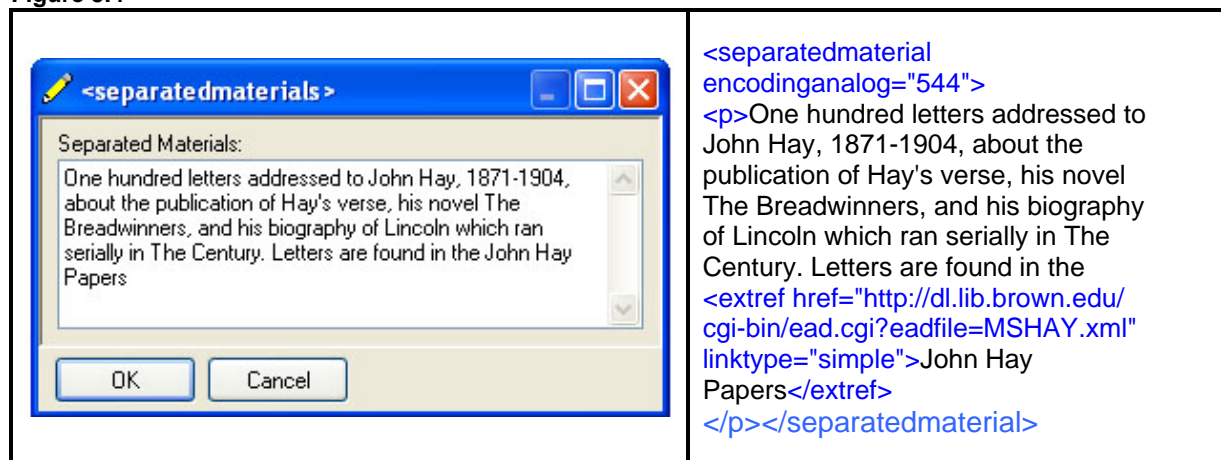 <separatedmaterials>
Separated Materials:
One hundred letters addressed to John Hay, 1871-1904,
about the publication of Hay's verse, his novel The
Breadwinners, and his biography of Lincoln which ran
serially in The Century. Letters are found in the John Hay
Papers
OK Cancel
<separatedmaterial
encodinganalog="544">
<p>One hundred letters addressed to
John Hay, 1871-1904, about the
publication of Hay's verse, his novel
The Breadwinners, and his biography
of Lincoln which ran serially in The
Century. Letters are found in the
<extref href="http://dl.lib.brown.edu/
cgi-bin/ead.cgi?eadfile=MSHAY.xml"
linktype="simple">John Hay
Papers</extref>
</p></separatedmaterial>